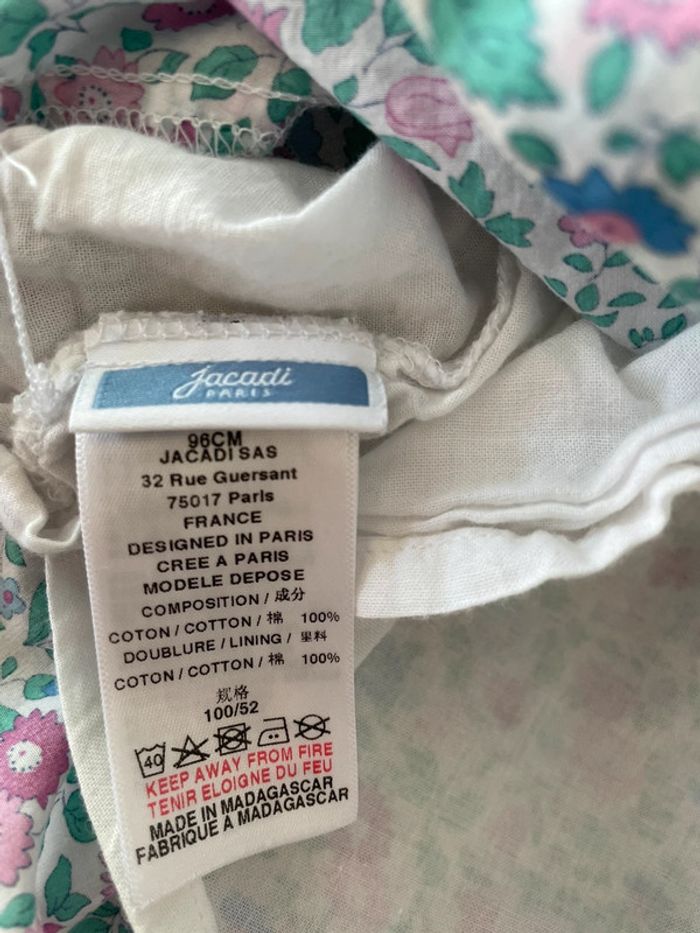 Jacadi
PARIS
96CM
JACADI SAS
32 Rue Guersant
75017 Paris
FRANCE
DESIGNED IN PARIS
CREE A PARIS
MODELE DEPOSE
COMPOSITION / 成分
COTON / COTTON / 棉 100%
DOUBLURE / LINING / 里料
COTON / COTTON / 棉 100%
规格
100/52
40
KEEP AWAY FROM FIRE
TENIR ELOIGNE DU FEU
MADE IN MADAGASCAR
FABRIQUE A MADAGASCAR